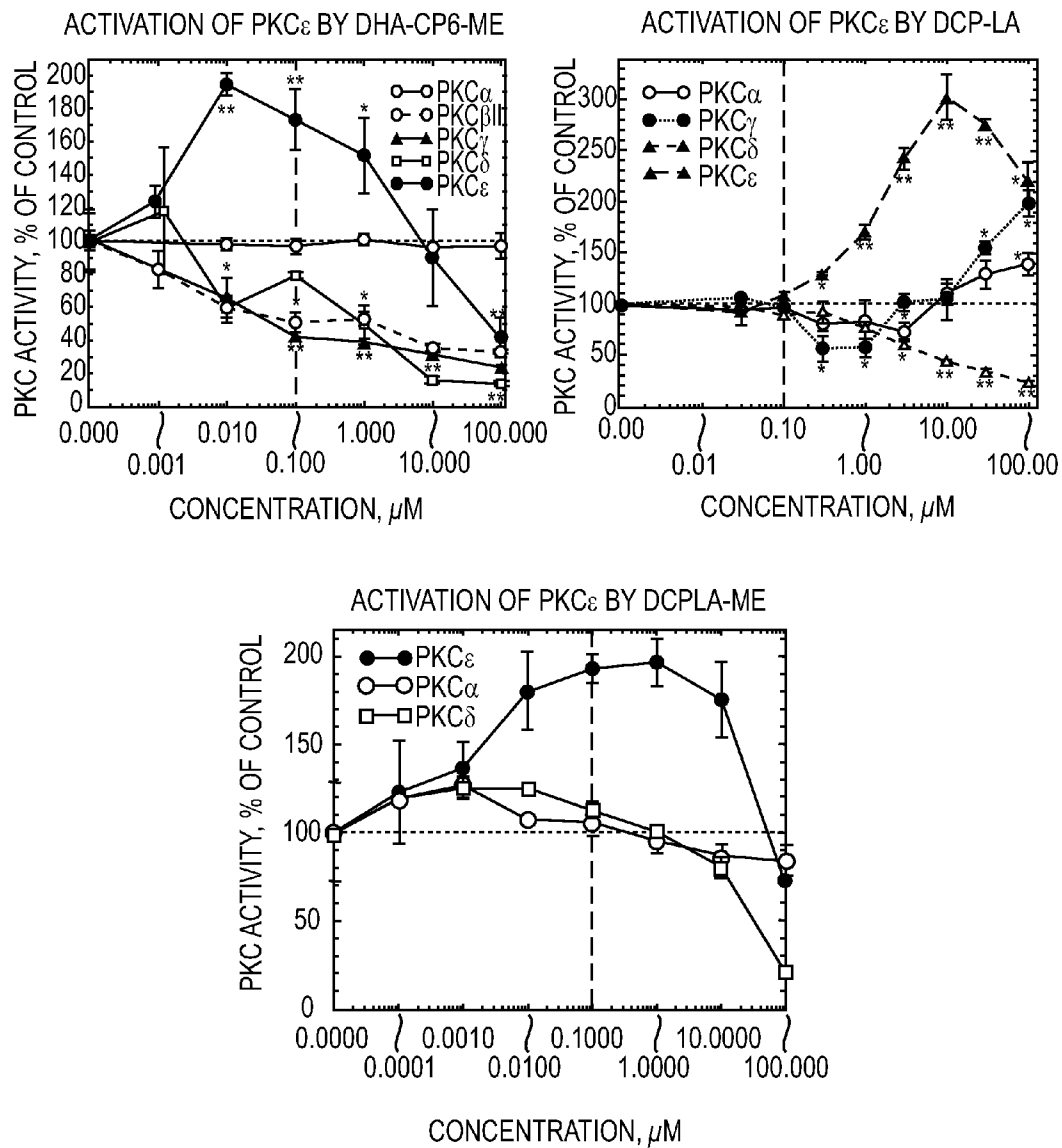 ACTIVATION OF PKCε BY DHA-CP6-ME
PKC ACTIVITY, % OF CONTROL
200
180
160
140
120
100
80
60
40
20
0
PKCα
PKCβII
PKCγ
PKCδ
PKCε
** ** * * * * ** ** ** ** **
0.000 0.010 1.000 100.000
0.001 0.100 10.000
CONCENTRATION, µM
ACTIVATION OF PKCε BY DCP-LA
PKC ACTIVITY, % OF CONTROL
300
250
200
150
100
50
0
PKCα
PKCγ
PKCδ
PKCε
* ** ** ** ** * * * * * * * * * ** ** **
0.00 0.10 10.00
0.01 1.00 100.00
CONCENTRATION, µM
ACTIVATION OF PKCε BY DCPLA-ME
PKC ACTIVITY, % OF CONTROL
200
150
100
50
0
PKCε
PKCα
PKCδ
0.0000 0.0010 0.1000 10.0000
0.0001 0.0100 1.0000 100.000
CONCENTRATION, µM